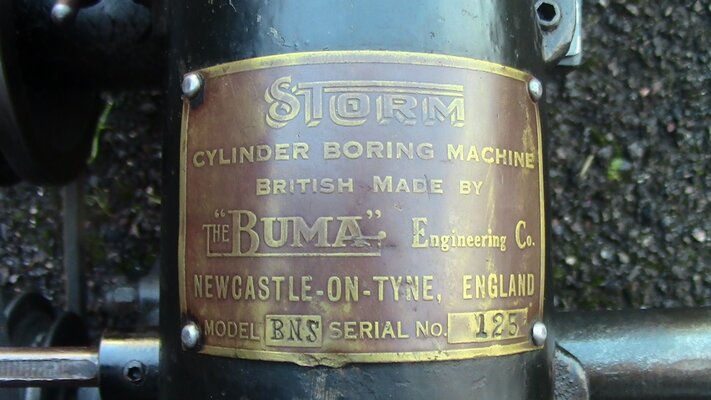 STORM
CYLINDER BORING MACHINE
BRITISH MADE BY
THE "BUMA" Engineering Co.
NEWCASTLE-ON-TYNE, ENGLAND
MODEL BNS SERIAL No. 125